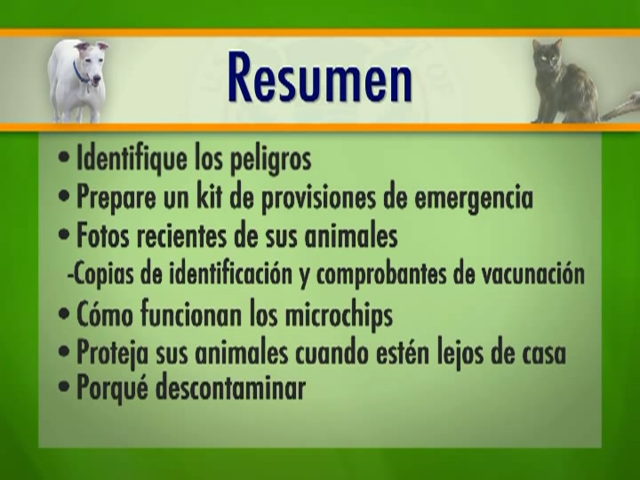 Resumen
• Identifique los peligros
• Prepare un kit de provisiones de emergencia
• Fotos recientes de sus animales
-Copias de identificación y comprobantes de vacunación
• Cómo funcionan los microchips
• Proteja sus animales cuando estén lejos de casa
• Porqué descontaminar